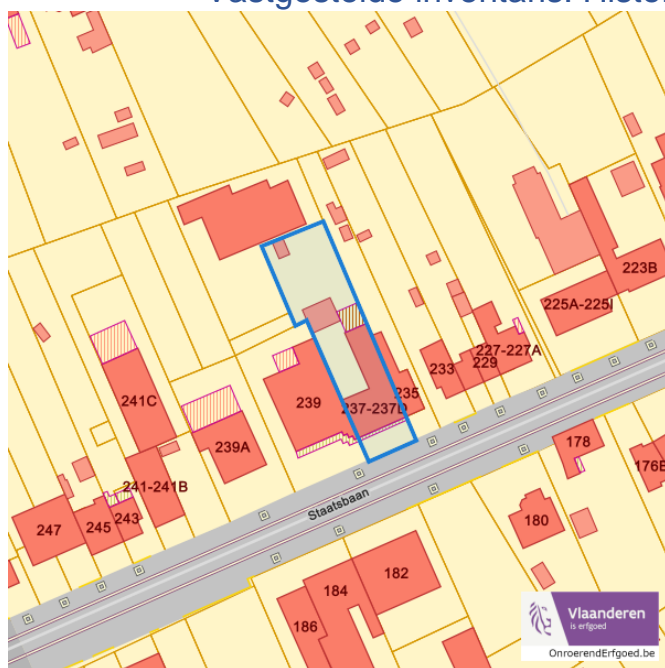 Vastgestelde Inventaris: Histo
223B
225A-225I
227-227A
233
229
235
237-237D
239
241C
239A
241-241B
247
245
243
178
176B
180
Staatsbaan
182
184
186
Vlaanderen
is erfgoed
OnroerendErfgoed.be